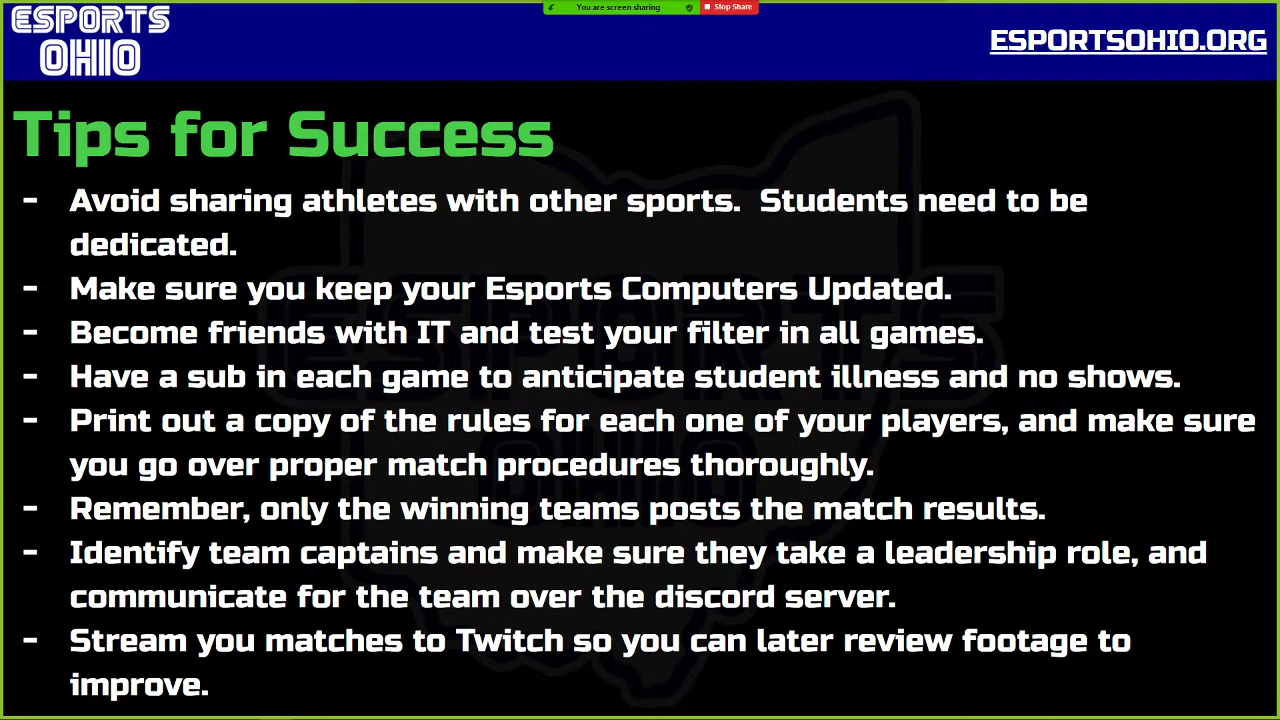 ESPORTS
OHIO
You are screen sharing
Stop Share
ESPORTSOHIO.ORG
Tips for Success
- Avoid sharing athletes with other sports.  Students need to be
dedicated.
- Make sure you keep your Esports Computers Updated.
- Become friends with IT and test your filter in all games.
- Have a sub in each game to anticipate student illness and no shows.
- Print out a copy of the rules for each one of your players, and make sure
you go over proper match procedures thoroughly.
- Remember, only the winning teams posts the match results.
- Identify team captains and make sure they take a leadership role, and
communicate for the team over the discord server.
- Stream you matches to Twitch so you can later review footage to
improve.
ESPORTS
OHIO